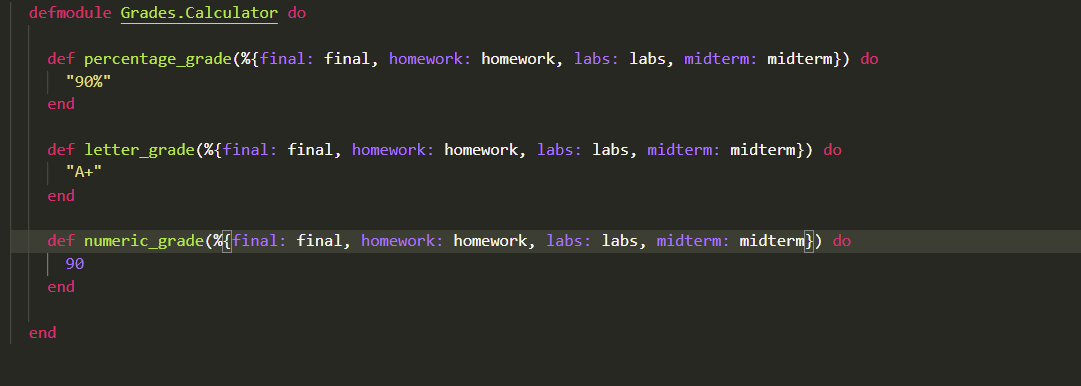 defmodule Grades.Calculator do
def percentage_grade(%{final: final, homework: homework, labs: labs, midterm: midterm}) do
"90%"
end
def letter_grade(%{final: final, homework: homework, labs: labs, midterm: midterm}) do
"A+"
end
def numeric_grade(%{final: final, homework: homework, labs: labs, midterm: midterm}) do
90
end
end